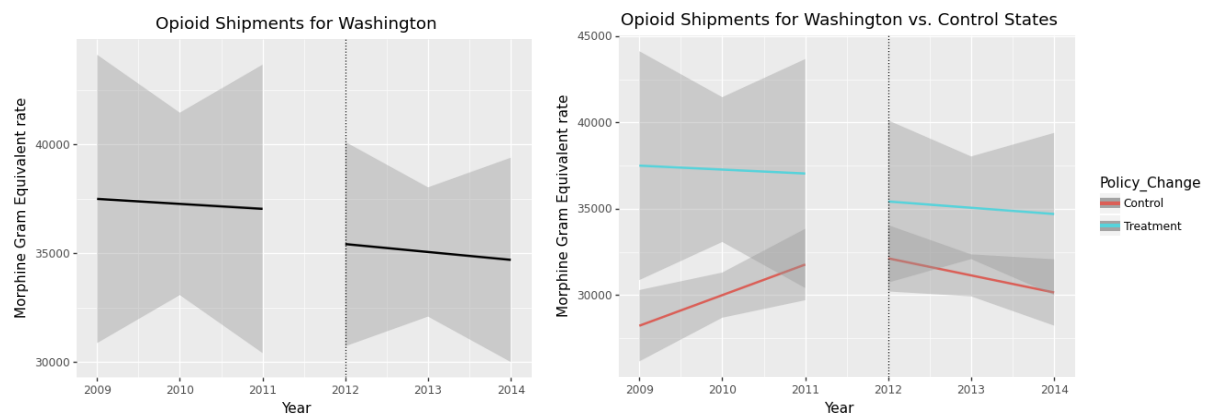 Opioid Shipments for Washington
Morphine Gram Equivalent rate
40000
35000
30000
2009 2010 2011 2012 2013 2014
Year
Opioid Shipments for Washington vs. Control States
Morphine Gram Equivalent rate
45000
40000
35000
30000
2009 2010 2011 2012 2013 2014
Year
Policy_Change
Control
Treatment